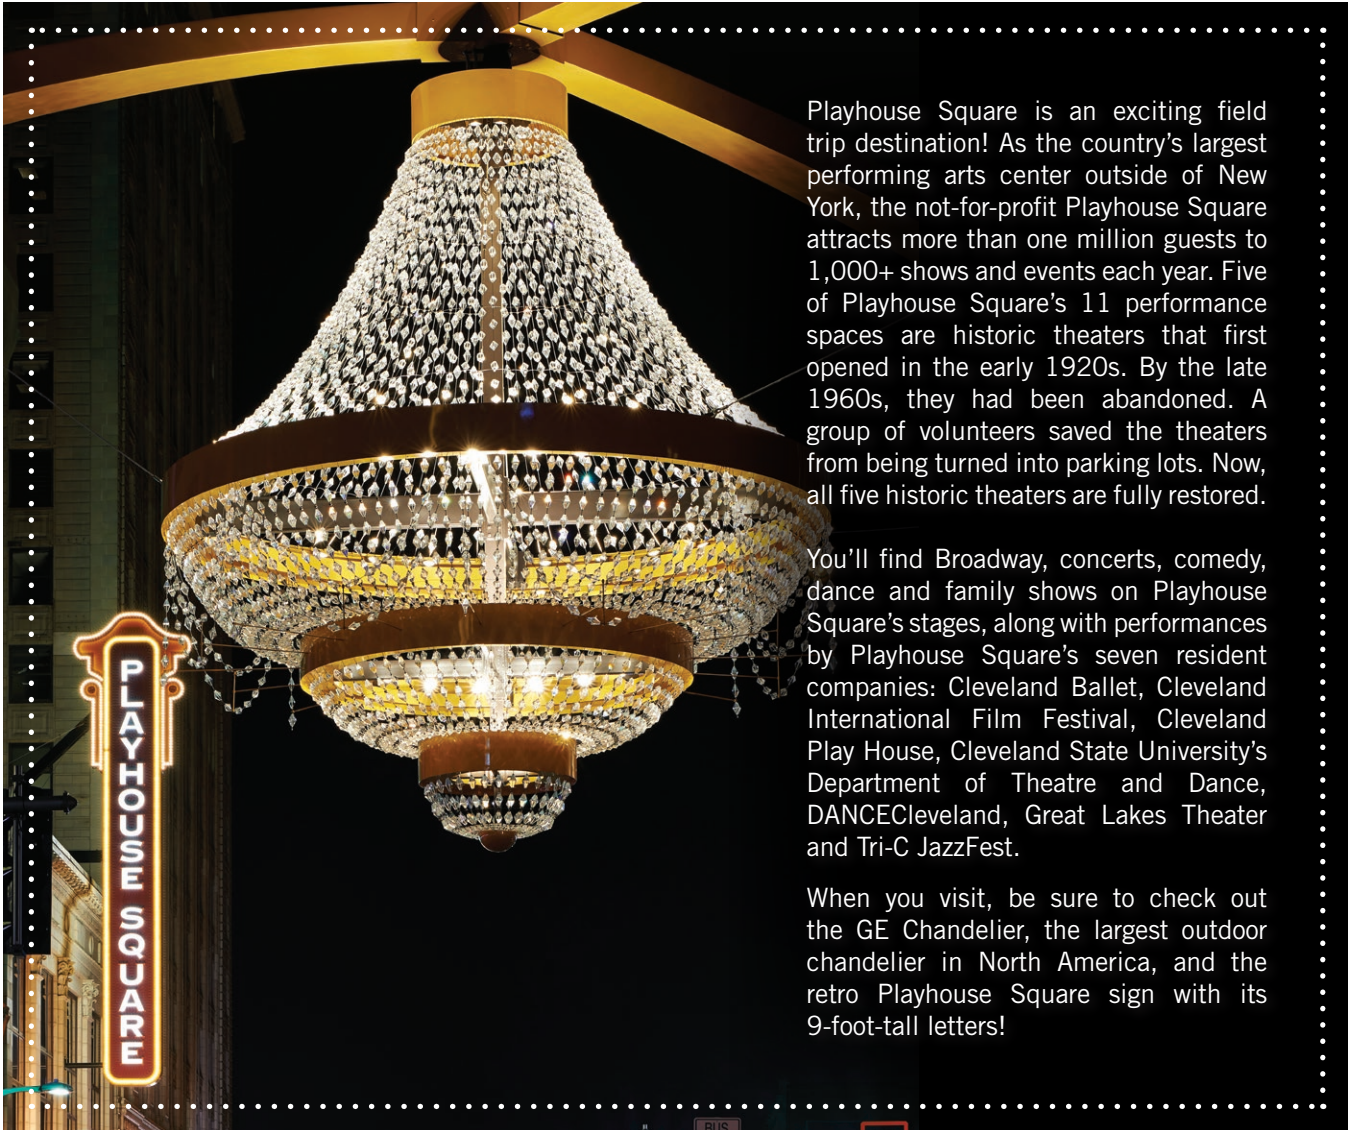 Playhouse Square is an exciting field
trip destination! As the country’s largest
performing arts center outside of New
York, the not-for-profit Playhouse Square
attracts more than one million guests to
1,000+ shows and events each year. Five
of Playhouse Square’s 11 performance
spaces are historic theaters that first
opened in the early 1920s. By the late
1960s, they had been abandoned. A
group of volunteers saved the theaters
from being turned into parking lots. Now,
all five historic theaters are fully restored.
You’ll find Broadway, concerts, comedy,
dance and family shows on Playhouse
Square’s stages, along with performances
by Playhouse Square’s seven resident
companies: Cleveland Ballet, Cleveland
International Film Festival, Cleveland
Play House, Cleveland State University’s
Department of Theatre and Dance,
DANCECleveland, Great Lakes Theater
and Tri-C JazzFest.
When you visit, be sure to check out
the GE Chandelier, the largest outdoor
chandelier in North America, and the
retro Playhouse Square sign with its
9-foot-tall letters!
PLAYHOUSE SQUARE
BUS